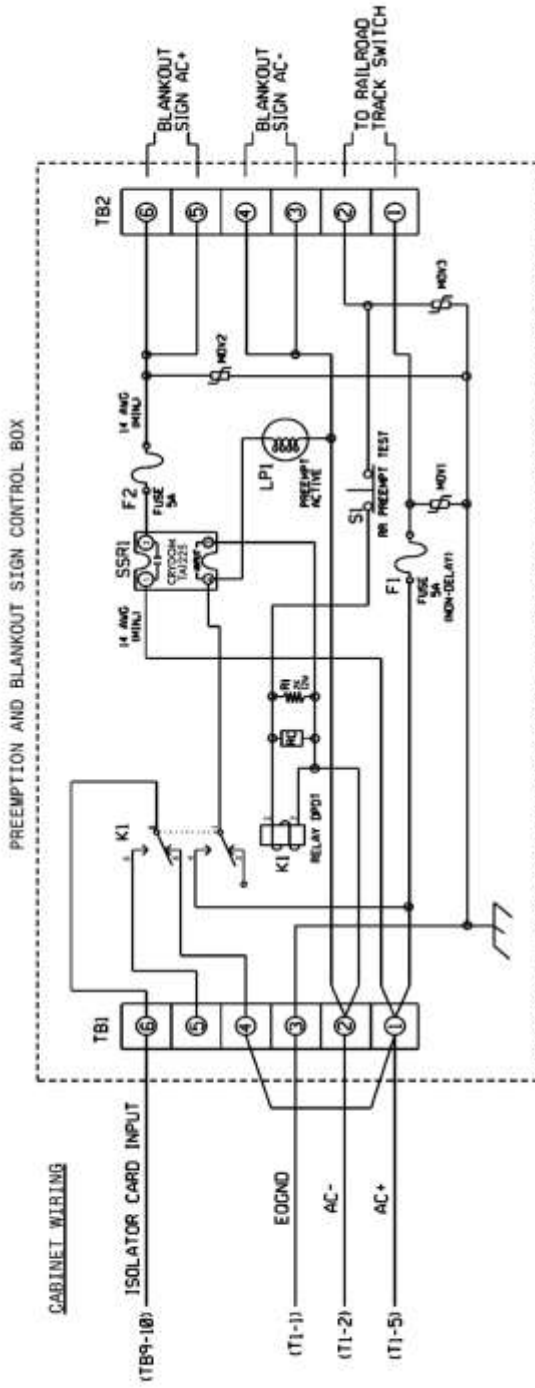 PREEMPTION AND BLANKOUT SIGN CONTROL BOX
CABINET WIRING
(TB9-10)
ISOLATOR CARD INPUT
(T1-1)
EQGND
(T1-2)
AC-
(T1-5)
AC+
TB1
6
5
4
3
2
1
K1
K1
RELAY DPDT
RC
R1
14 AWG
(MIN.)
SSR1
CRYDOM
TA1225
INPUT
F2
FUSE
5A
14 AWG
(MIN.)
LP1
PREEMPT
ACTIVE
S1
RR PREEMPT TEST
F1
FUSE
5A
(NON-DELAY)
MOV2
MOV1
MOV3
TB2
6
5
4
3
2
1
BLANKOUT
SIGN AC+
BLANKOUT
SIGN AC-
TO RAILROAD
TRACK SWITCH